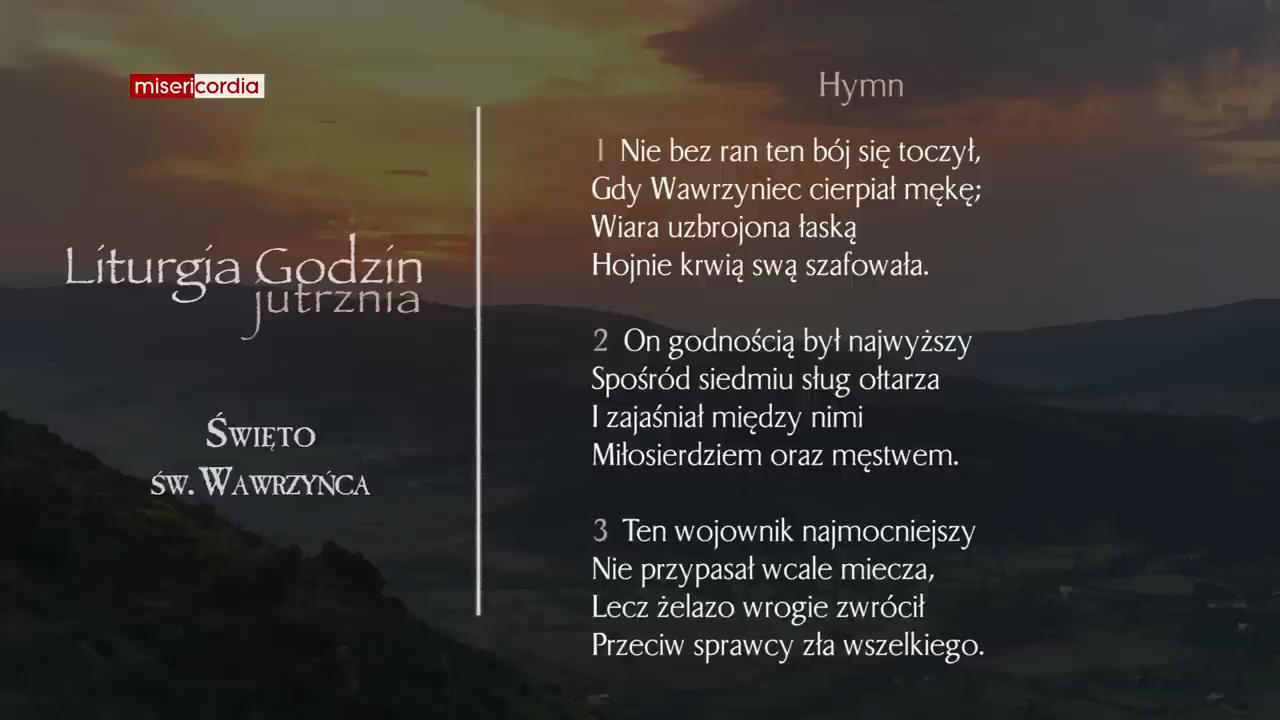 misericordia
Liturgia Godzin
jutrznia
Święto
św. Wawrzyńca
Hymn
1 Nie bez ran ten bój się toczył,
Gdy Wawrzyniec cierpiał mękę;
Wiara uzbrojona łaską
Hojnie krwią swą szafowała.
2 On godnością był najwyższy
Spośród siedmiu sług ołtarza
I zajaśniał między nimi
Miłosierdziem oraz męstwem.
3 Ten wojownik najmocniejszy
Nie przypasał wcale miecza,
Lecz żelazo wrogie zwrócił
Przeciw sprawcy zła wszelkiego.